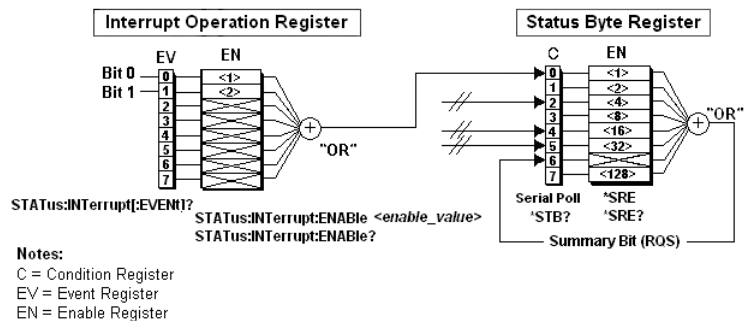 Interrupt Operation Register
Status Byte Register
EV
EN
Bit 0
Bit 1
0
1
2
3
4
5
6
7
<1>
<2>
"OR"
C
EN
0
1
2
3
4
5
6
7
<1>
<2>
<4>
<8>
<16>
<32>
<128>
"OR"
STATus:INTerrupt[:EVENt]?
STATus:INTerrupt:ENABle <enable_value>
STATus:INTerrupt:ENABle?
Serial Poll
*STB?
*SRE
*SRE?
Summary Bit (RQS)
Notes:
C = Condition Register
EV = Event Register
EN = Enable Register